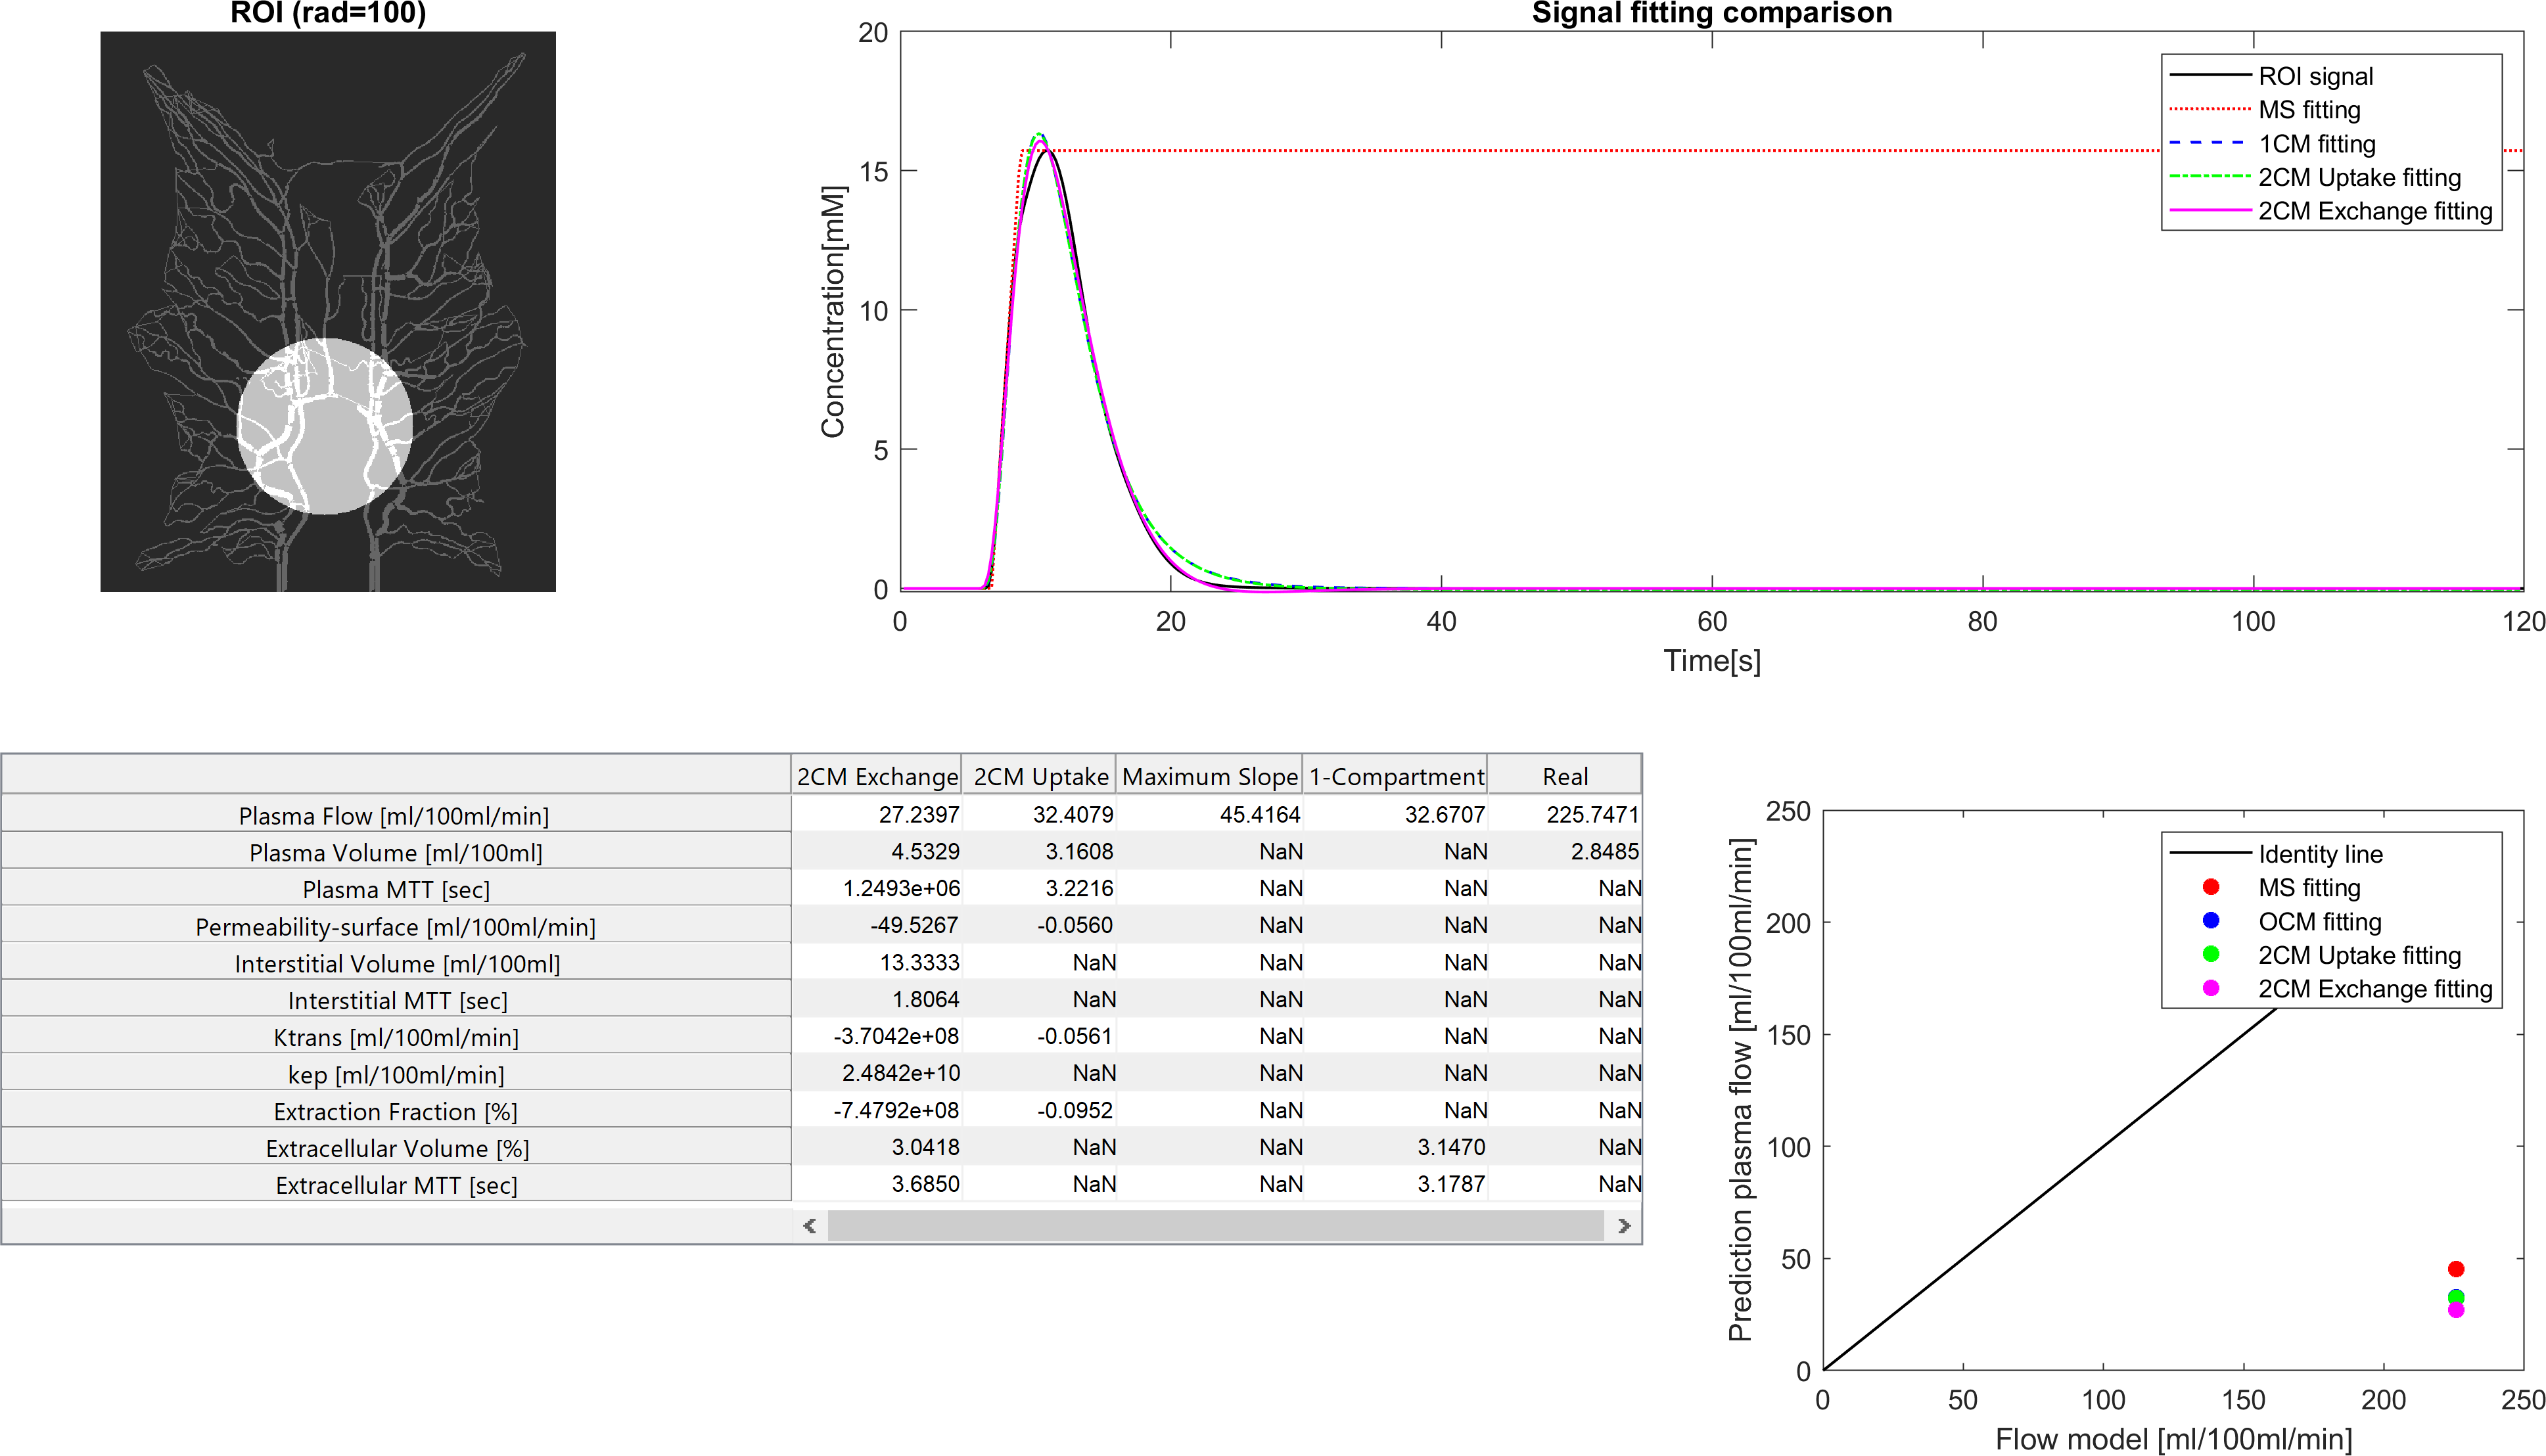 ROI (rad=100)
Signal fitting comparison
20
15
10
5
0
Concentration[mM]
0 20 40 60 80 100 120
Time[s]
ROI signal
MS fitting
1CM fitting
2CM Uptake fitting
2CM Exchange fitting
2CM Exchange 2CM Uptake Maximum Slope 1-Compartment Real
Plasma Flow [ml/100ml/min] 27.2397 32.4079 45.4164 32.6707 225.7471
Plasma Volume [ml/100ml] 4.5329 3.1608 NaN NaN 2.8485
Plasma MTT [sec] 1.2493e+06 3.2216 NaN NaN NaN
Permeability-surface [ml/100ml/min] -49.5267 -0.0560 NaN NaN NaN
Interstitial Volume [ml/100ml] 13.3333 NaN NaN NaN NaN
Interstitial MTT [sec] 1.8064 NaN NaN NaN NaN
Ktrans [ml/100ml/min] -3.7042e+08 -0.0561 NaN NaN NaN
kep [ml/100ml/min] 2.4842e+10 NaN NaN NaN NaN
Extraction Fraction [%] -7.4792e+08 -0.0952 NaN NaN NaN
Extracellular Volume [%] 3.0418 NaN NaN 3.1470 NaN
Extracellular MTT [sec] 3.6850 NaN NaN 3.1787 NaN
250
200
150
100
50
0
Prediction plasma flow [ml/100ml/min]
0 50 100 150 200 250
Flow model [ml/100ml/min]
Identity line
MS fitting
OCM fitting
2CM Uptake fitting
2CM Exchange fitting